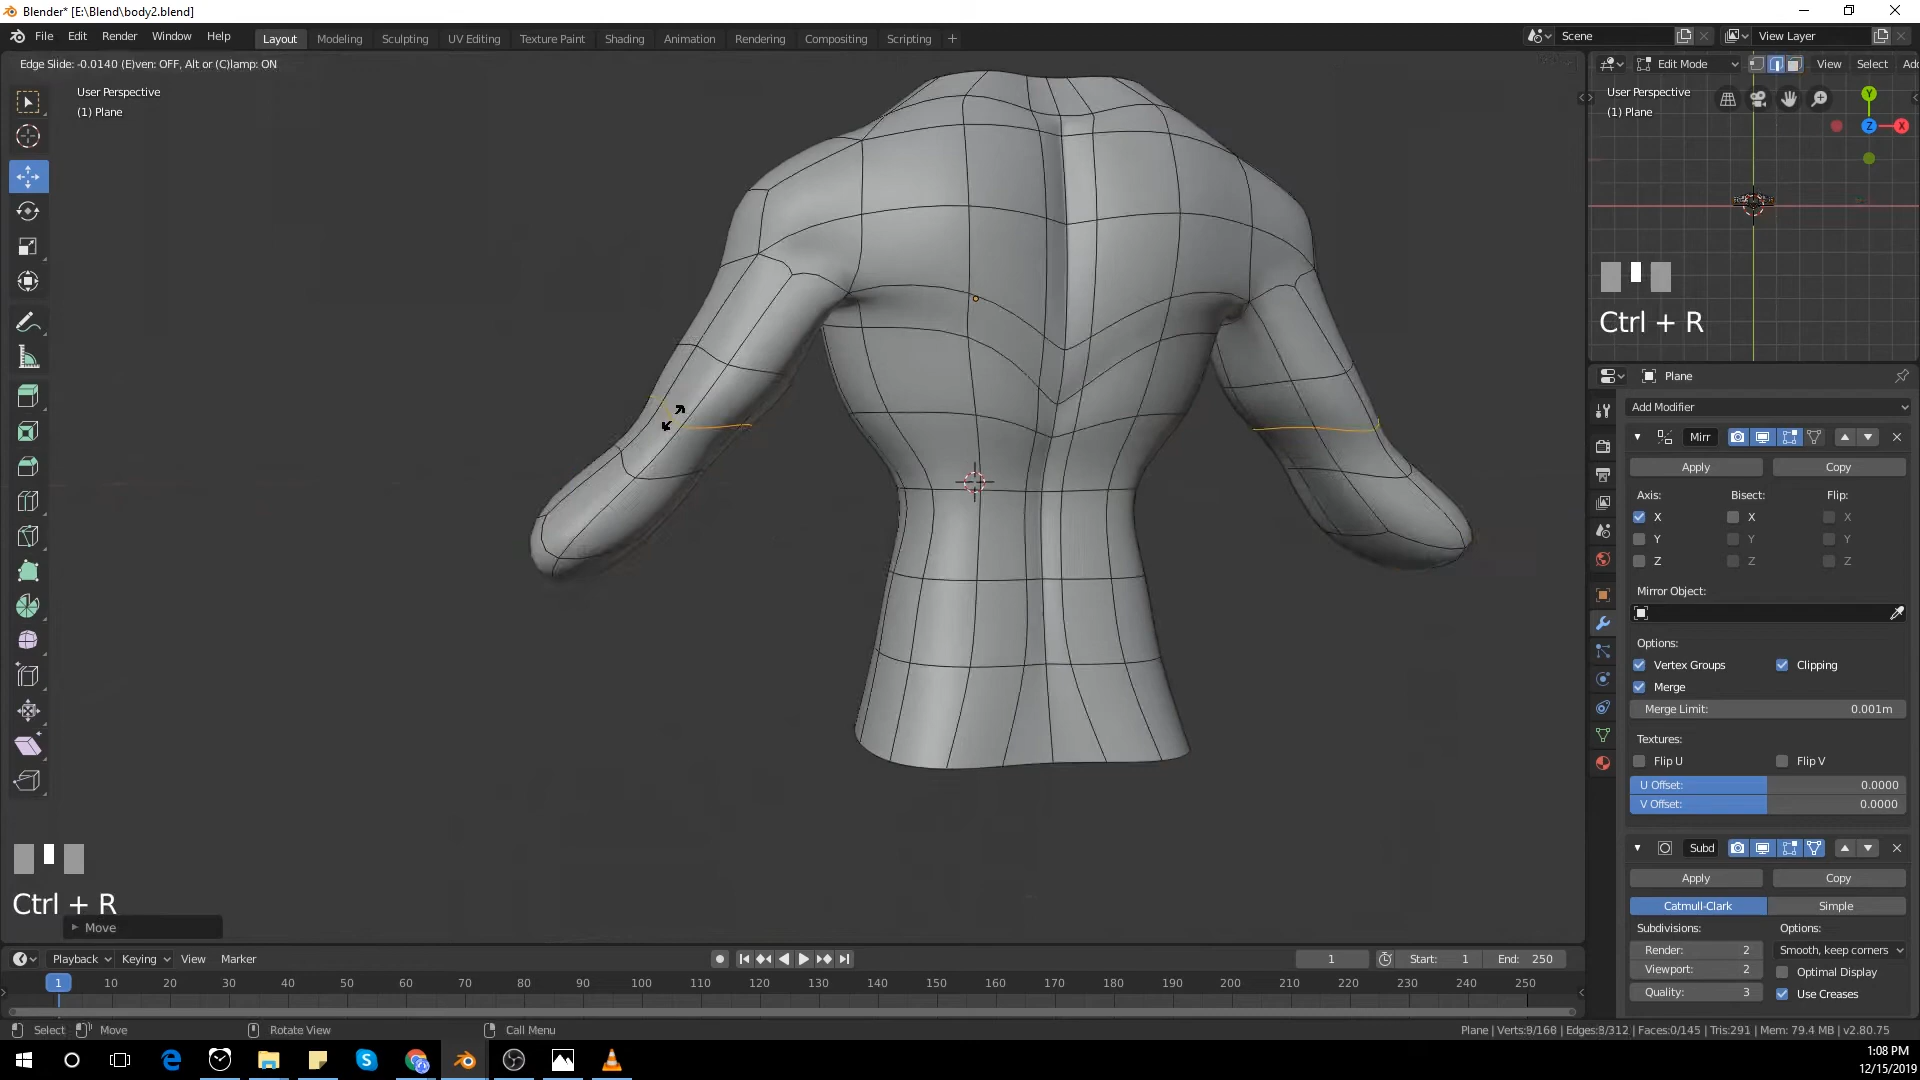 Blender* [E:\Blend\body2.blend]
File Edit Render Window Help Layout Modeling Sculpting UV Editing Texture Paint Shading Animation Rendering Compositing Scripting + Scene View Layer
Edge Slide: -0.0140 (E)ven: OFF, Alt or (C)lamp: ON
Edit Mode View Select
User Perspective
(1) Plane
User Perspective
(1) Plane
Y
Z
X
Ctrl + R
Plane
Add Modifier
Mirr
Apply Copy
Axis: Bisect: Flip:
X X X
Y Y Y
Z Z Z
Mirror Object:
Options:
Vertex Groups Clipping
Merge
Merge Limit: 0.001m
Textures:
Flip U Flip V
U Offset: 0.0000
V Offset: 0.0000
Subd
Apply Copy
Catmull-Clark Simple
Subdivisions: Options:
Render: 2 Smooth, keep corners
Viewport: 2 Optimal Display
Quality: 3 Use Creases
Ctrl + R
Move
Playback Keying View Marker 1 Start: 1 End: 250
1 10 20 30 40 50 60 70 80 90 100 110 120 130 140 150 160 170 180 190 200 210 220 230 240 250
Select Move Rotate View Call Menu Plane | Verts:9/168 | Edges:8/312 | Faces:0/145 | Tris:291 | Mem: 79.4 MB | v2.80.75
1:08 PM
12/15/2019